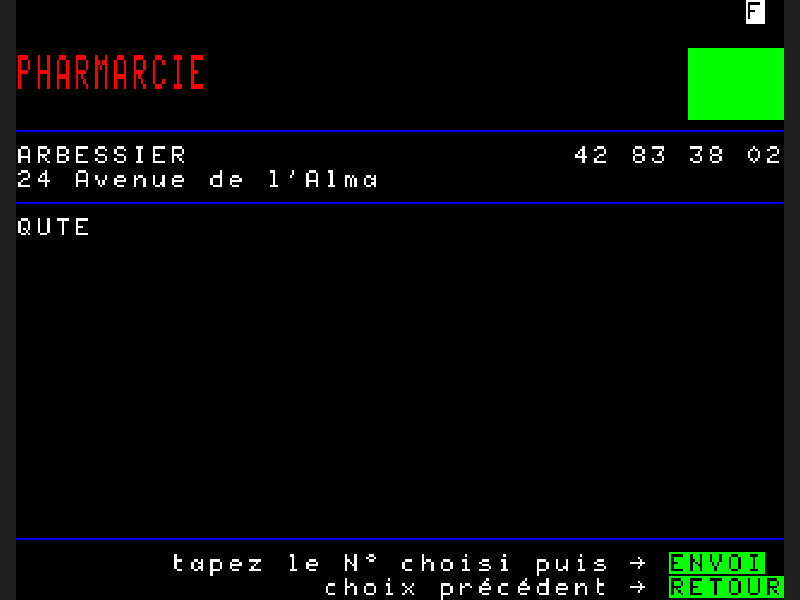 F
PHARMARCIE
ARBESSIER 42 83 38 02
24 Avenue de l'Alma
QUTE
tapez le N° choisi puis → ENVOI
choix précédent → RETOUR